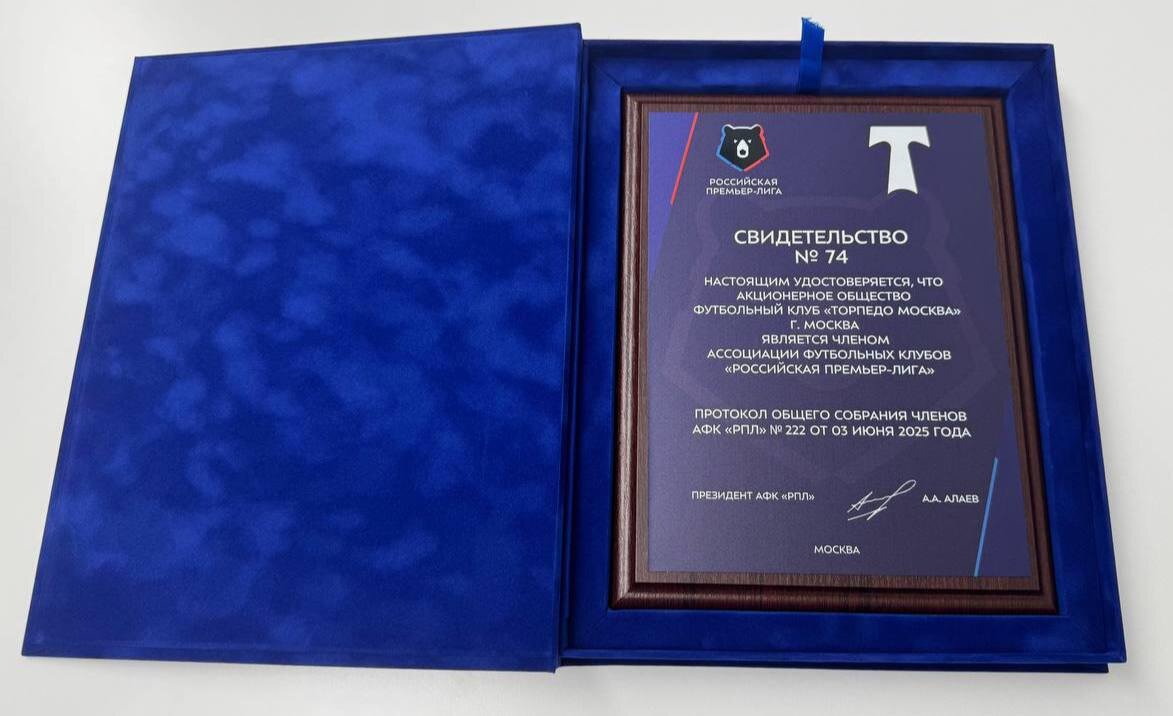 РОССИЙСКАЯ
ПРЕМЬЕР-ЛИГА
Т
СВИДЕТЕЛЬСТВО
№ 74
НАСТОЯЩИМ УДОСТОВЕРЯЕТСЯ, ЧТО
АКЦИОНЕРНОЕ ОБЩЕСТВО
ФУТБОЛЬНЫЙ КЛУБ «ТОРПЕДО МОСКВА»
Г. МОСКВА
ЯВЛЯЕТСЯ ЧЛЕНОМ
АССОЦИАЦИИ ФУТБОЛЬНЫХ КЛУБОВ
«РОССИЙСКАЯ ПРЕМЬЕР-ЛИГА»
ПРОТОКОЛ ОБЩЕГО СОБРАНИЯ ЧЛЕНОВ
АФК «РПЛ» № 222 ОТ 03 ИЮНЯ 2025 ГОДА
ПРЕЗИДЕНТ АФК «РПЛ» А.А. АЛАЕВ
МОСКВА